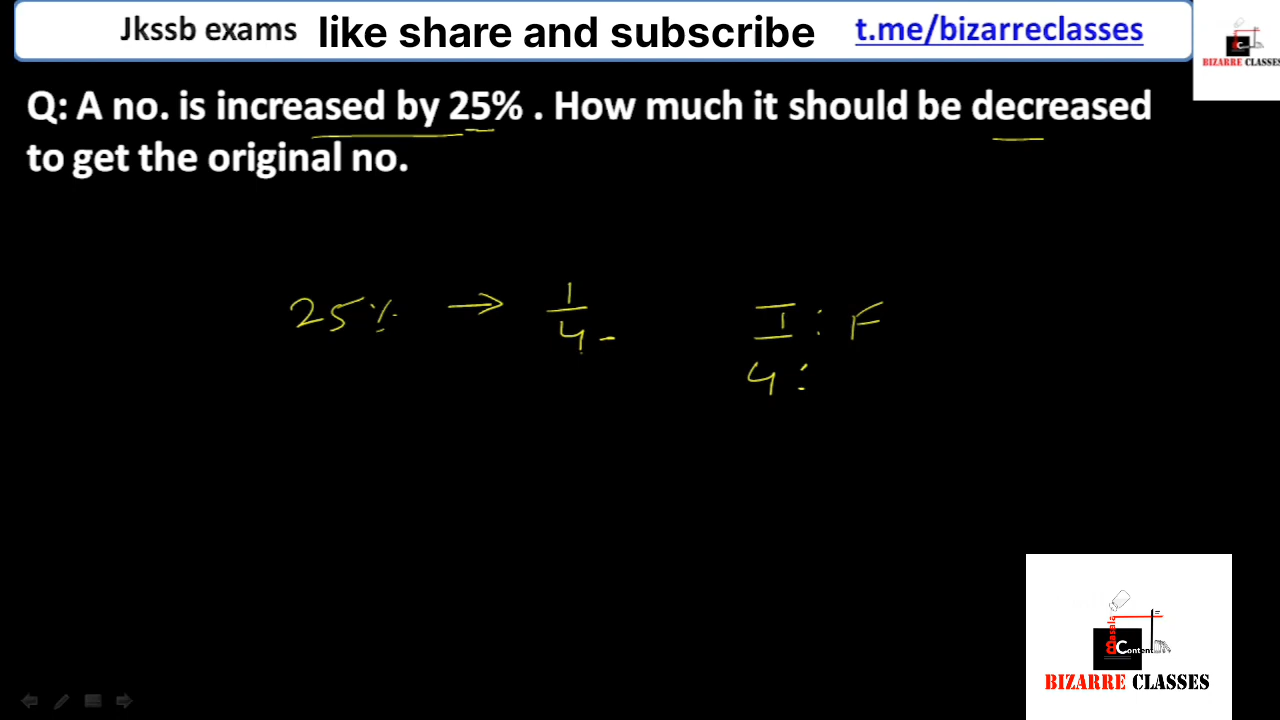 Jkssb exams like share and subscribe t.me/bizarreclasses
BIZARRE CLASSES
Q: A no. is increased by 25% . How much it should be decreased
to get the original no.
25% → 1/4 I : F
4 :
Content
BIZARRE CLASSES